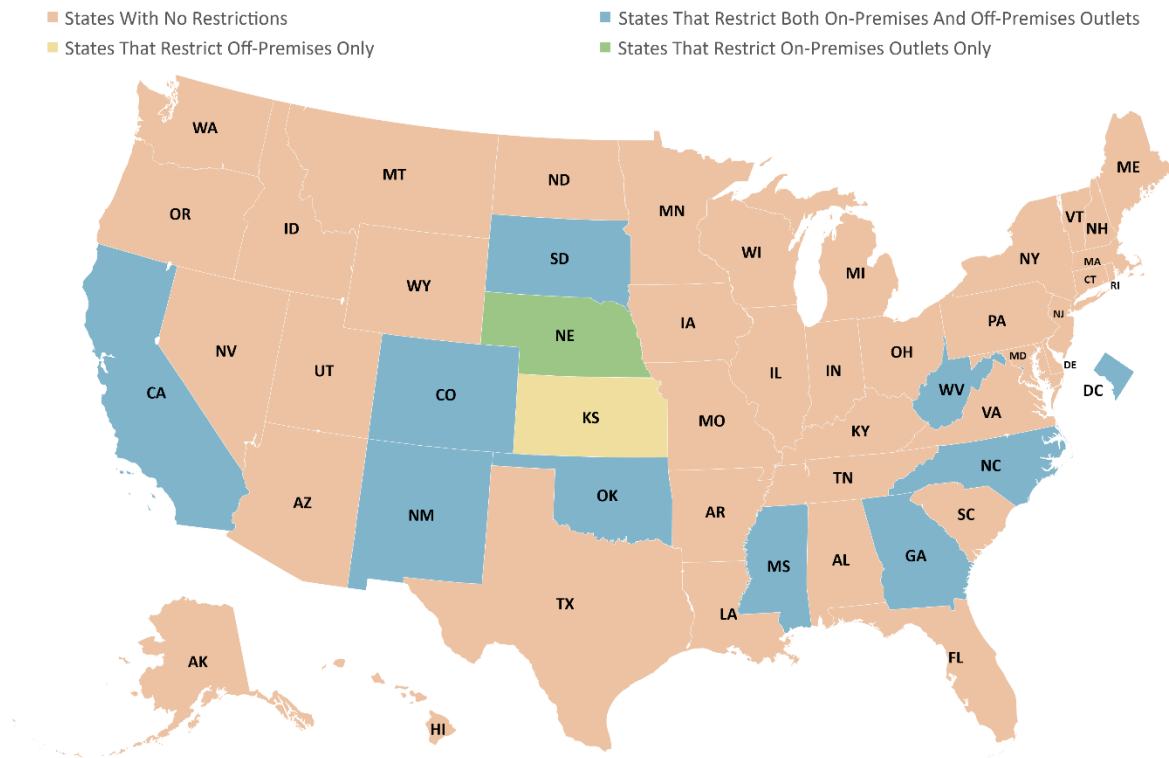 States With No Restrictions
States That Restrict Both On-Premises And Off-Premises Outlets
States That Restrict Off-Premises Only
States That Restrict On-Premises Outlets Only
WA
MT
ND
MN
ME
OR
ID
SD
WI
VT
NH
NY
MA
MI
WY
CT
RI
IA
NE
PA
NJ
NV
UT
OH
MD
DE
IL
IN
CA
CO
WV
DC
KS
MO
VA
KY
NC
TN
AZ
NM
OK
AR
SC
MS
AL
GA
TX
LA
AK
FL
HI